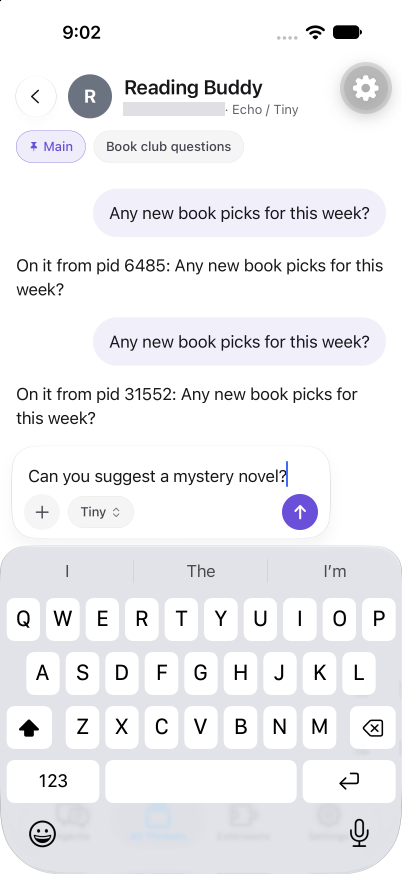 9:02
Reading Buddy
R
· Echo / Tiny
Main
Book club questions
Any new book picks for this week?
On it from pid 6485: Any new book picks for this
week?
Any new book picks for this week?
On it from pid 31552: Any new book picks for
this week?
Can you suggest a mystery novel?
Tiny
I The I'm
Q W E R T Y U I O P
A S D F G H J K L
Z X C V B N M
123